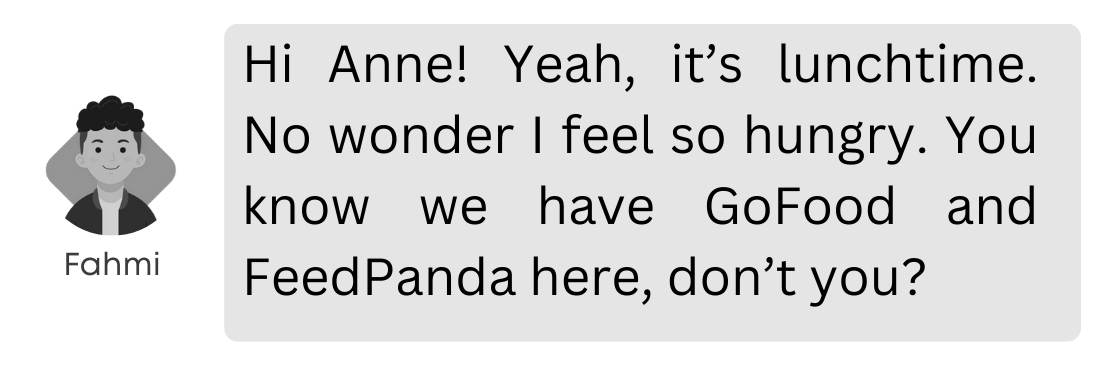 Hi Anne! Yeah, it’s lunchtime.
No wonder I feel so hungry. You
know we have GoFood and
FeedPanda here, don’t you?
Fahmi